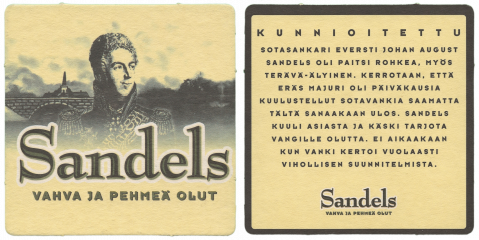 Sandels
VAHVA JA PEHMEÄ OLUT
KUNNIOITETTU
SOTASANKARI EVERSTI JOHAN AUGUST
SANDELS OLI PAITSI ROHKEA, MYÖS
TERÄVÄ-ÄLYINEN. KERROTAAN, ETTÄ
ERÄS MAJURI OLI PÄIVÄKAUSIA
KUULUSTELLUT SOTAVANKIA SAAMATTA
TÄLTÄ SANAAKAAN ULOS. SANDELS
KUULI ASIASTA JA KÄSKI TARJOTA
VANGILLE OLUTTA. EI AIKAAKAAN
KUN VANKI KERTOI VUOLAASTI
VIHOLLISEN SUUNNITELMISTA.
Sandels
VAHVA JA PEHMEÄ OLUT